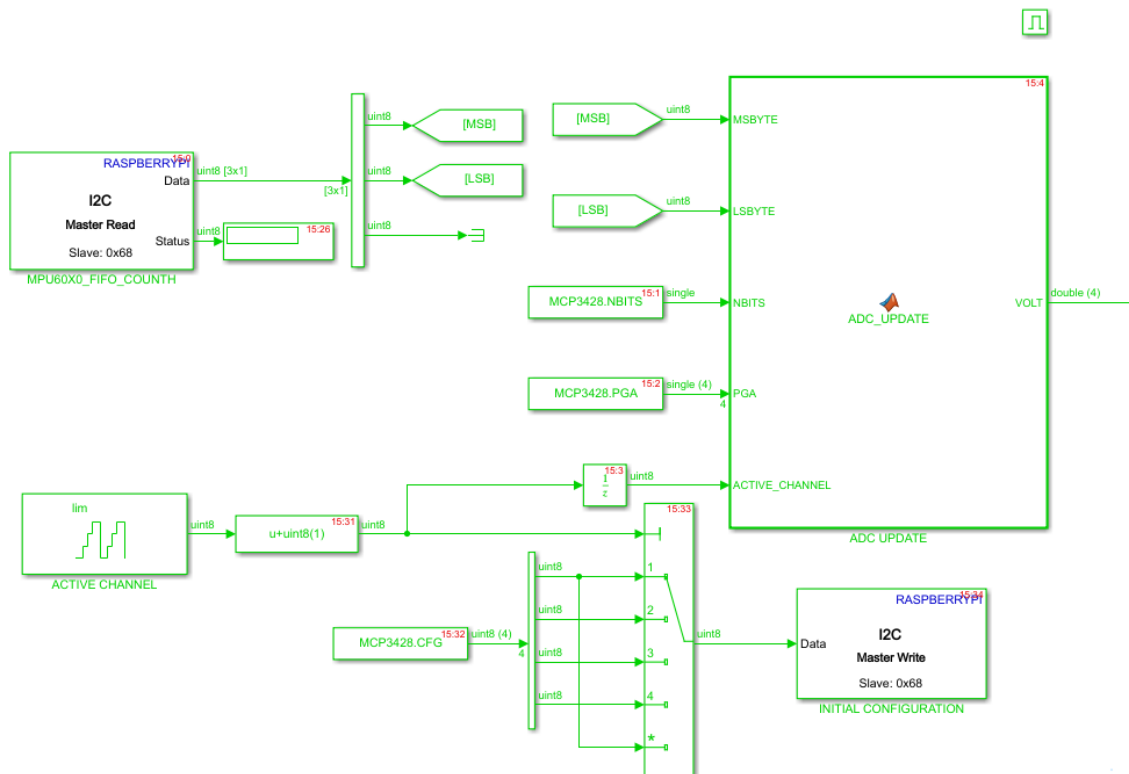 15:4
uint8
[MSB]
[MSB]
uint8
MSBYTE
RASPBERRYPI
15:0
Data
uint8 [3x1]
[3x1]
uint8
[LSB]
I2C
Master Read
Slave: 0x68
Status
uint8
15:26
uint8
MPU60X0_FIFO_COUNTH
[LSB]
uint8
LSBYTE
MCP3428.NBITS
15:1
single
NBITS
ADC_UPDATE
VOLT
double (4)
MCP3428.PGA
15:2
single (4)
4
PGA
15:3
1
z
uint8
ACTIVE_CHANNEL
ADC UPDATE
lim
uint8
ACTIVE CHANNEL
15:31
u+uint8(1)
uint8
15:33
MCP3428.CFG
15:32
uint8 (4)
4
uint8
1
uint8
2
uint8
3
uint8
4
*
uint8
RASPBERRYPI
15:34
Data
I2C
Master Write
Slave: 0x68
INITIAL CONFIGURATION